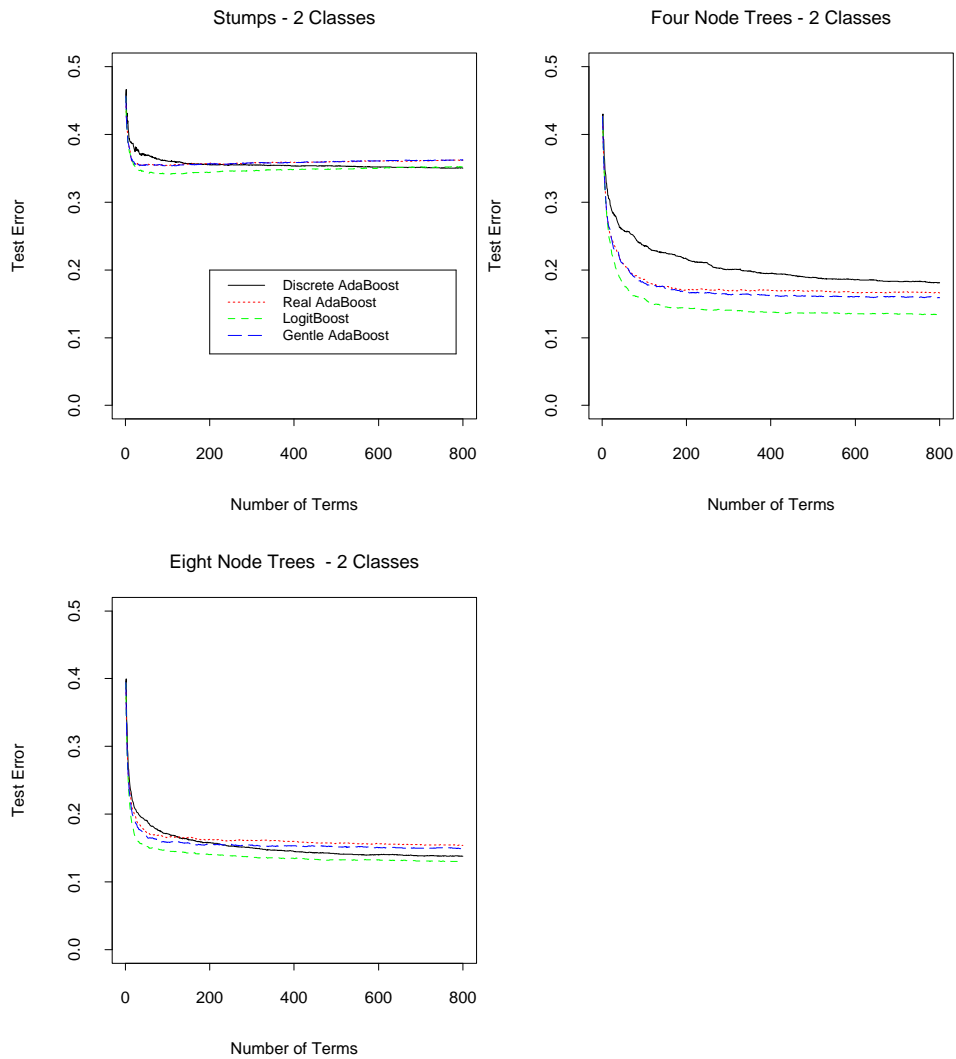 Stumps - 2 Classes
Test Error
0.5
0.4
0.3
0.2
0.1
0.0
Discrete AdaBoost
Real AdaBoost
LogitBoost
Gentle AdaBoost
0 200 400 600 800
Number of Terms
Four Node Trees - 2 Classes
Test Error
0.5
0.4
0.3
0.2
0.1
0.0
0 200 400 600 800
Number of Terms
Eight Node Trees - 2 Classes
Test Error
0.5
0.4
0.3
0.2
0.1
0.0
0 200 400 600 800
Number of Terms